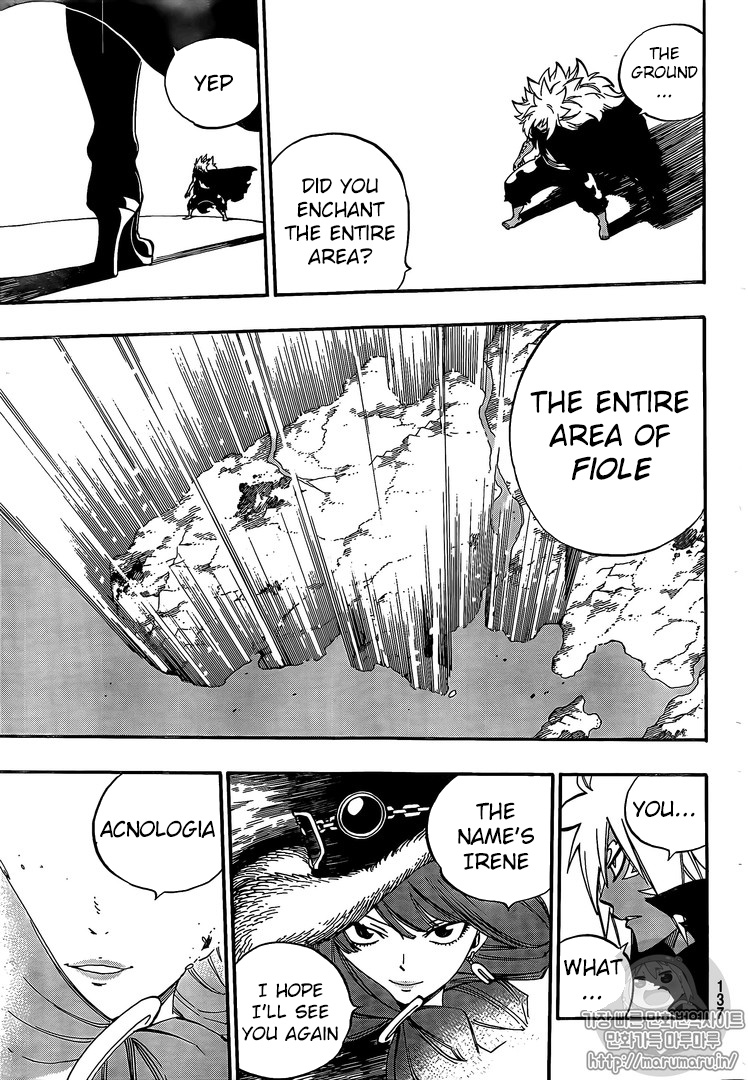 THE
GROUND
...
DID YOU
ENCHANT
THE ENTIRE
AREA?
YEP
THE ENTIRE
AREA OF
FIOLE
YOU...
WHAT
...
THE
NAME'S
IRENE
I HOPE
I'LL SEE
YOU AGAIN
ACNOLOGIA
137
가장 빠른 만화번역사이트
만화가득 마루마루
http://marumaru.in/